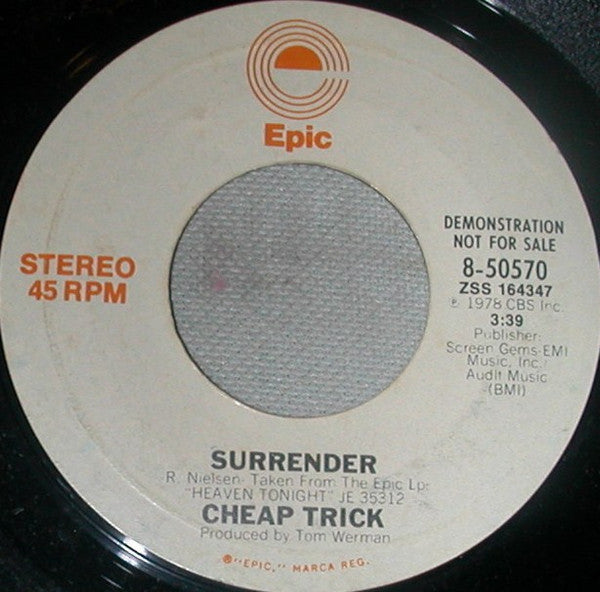 Epic
STEREO
45 RPM
DEMONSTRATION
NOT FOR SALE
8-50570
ZSS 164347
℗ 1978 CBS Inc.
3:39
Publisher:
Screen Gems-EMI
Music, Inc./
Audit Music
(BMI)
SURRENDER
R. Nielsen- Taken From The Epic Lp:
"HEAVEN TONIGHT" JE 35312
CHEAP TRICK
Produced by Tom Werman
®"EPIC," MARCA REG.